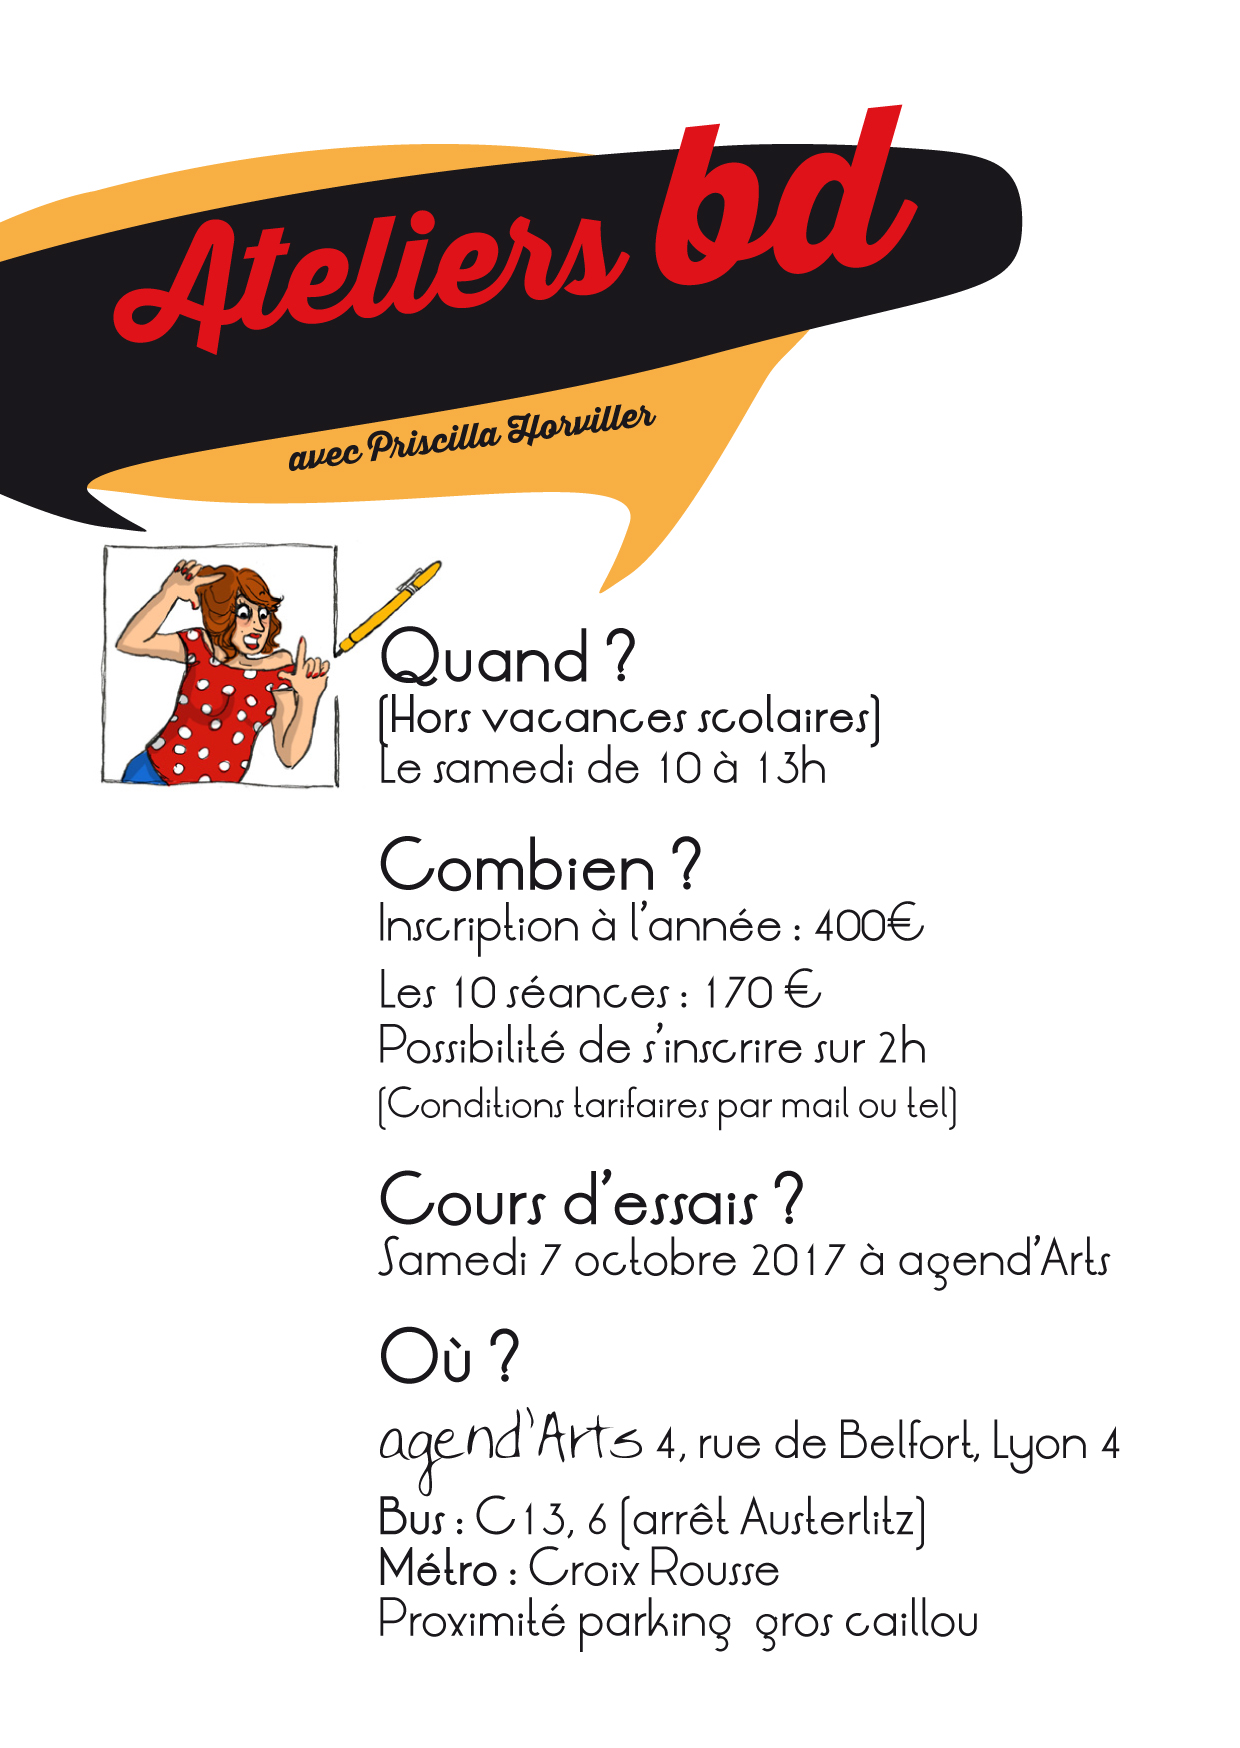 Ateliers bd
avec Priscilla Horviller
Quand ?
(Hors vacances scolaires)
Le samedi de 10 à 13h
Combien ?
Inscription à l'année : 400€
Les 10 séances : 170 €
Possibilité de s'inscrire sur 2h
(Conditions tarifaires par mail ou tel)
Cours d'essais ?
Samedi 7 octobre 2017 à agend'Arts
Où ?
agend'Arts 4, rue de Belfort, Lyon 4
Bus : C13, 6 (arrêt Austerlitz)
Métro : Croix Rousse
Proximité parking gros caillou